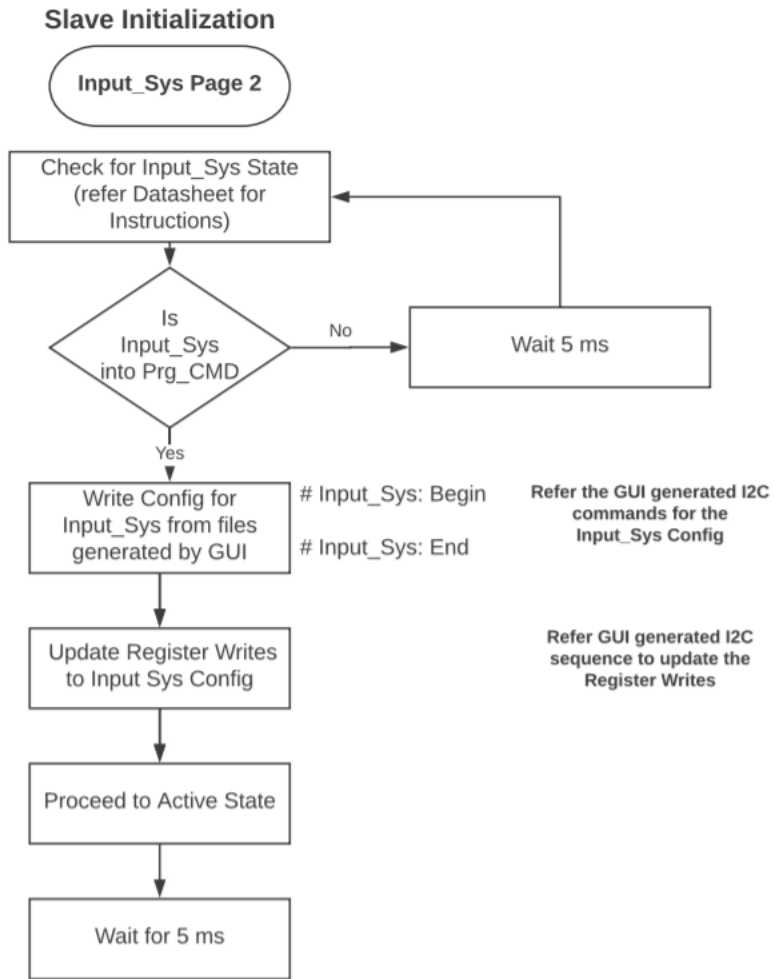 Slave Initialization
Input_Sys Page 2
Check for Input_Sys State
(refer Datasheet for
Instructions)
Is
Input_Sys
into Prg_CMD
No
Wait 5 ms
Yes
Write Config for
Input_Sys from files
generated by GUI
# Input_Sys: Begin
# Input_Sys: End
Refer the GUI generated I2C
commands for the
Input_Sys Config
Update Register Writes
to Input Sys Config
Refer GUI generated I2C
sequence to update the
Register Writes
Proceed to Active State
Wait for 5 ms